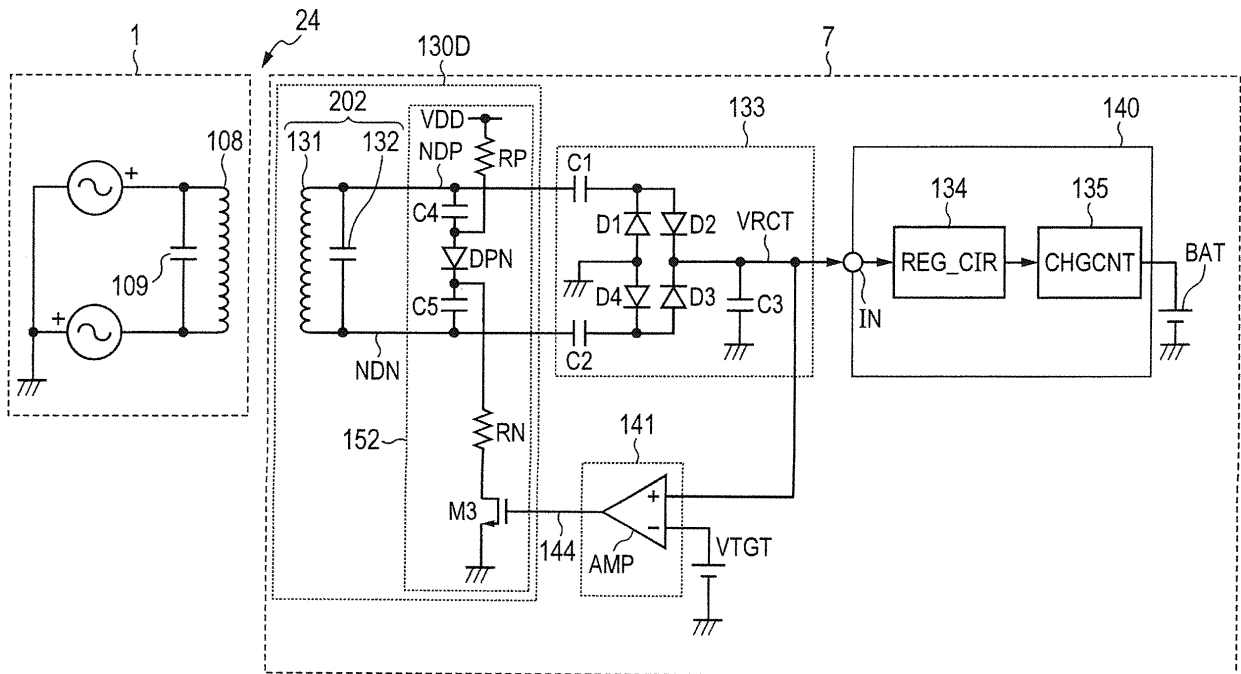 1
24
130D
7
202
VDD
133
140
108
131
132
NDP
RP
C1
134
135
+
C4
D1
D2
VRCT
BAT
DPN
REG_CIR
CHGCNT
109
C5
D4
D3
C3
IN
+
NDN
C2
152
RN
141
M3
+
−
144
AMP
VTGT